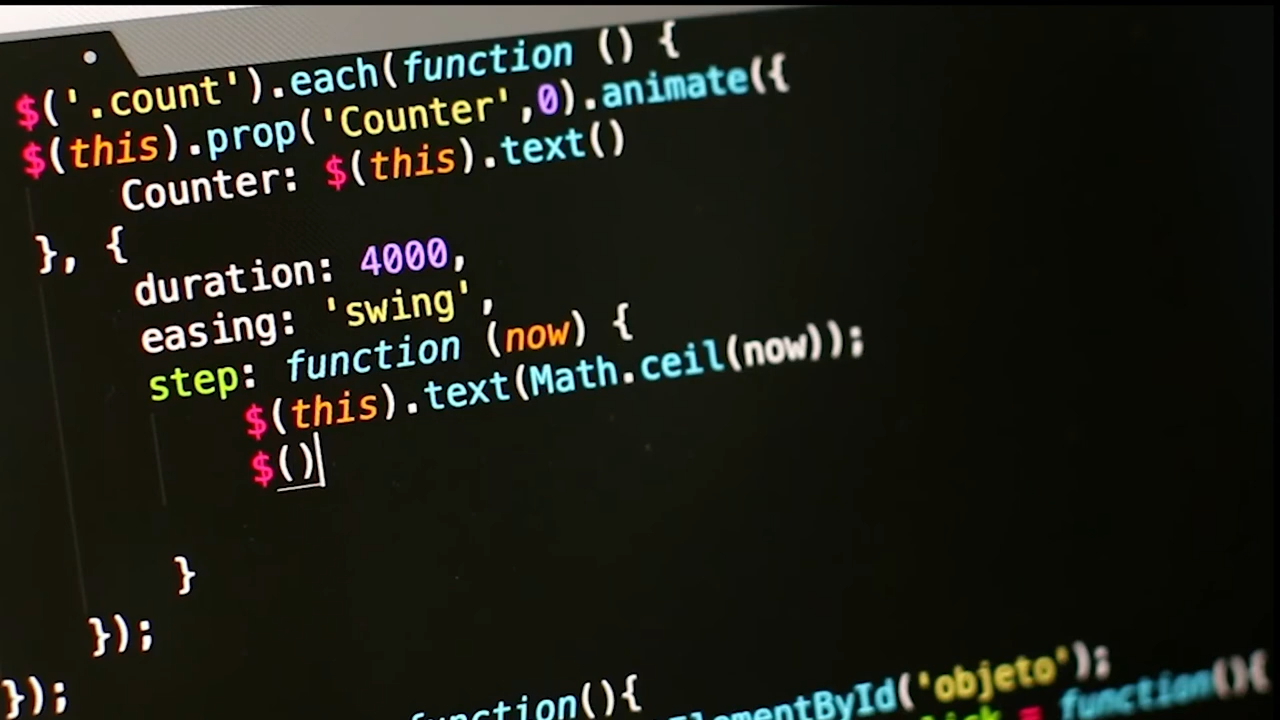 $('.count').each(function () {
$(this).prop('Counter',0).animate({
Counter: $(this).text()
}, {
duration: 4000,
easing: 'swing',
step: function (now) {
$(this).text(Math.ceil(now));
$()
}
});
});
function(){
ElementById('objeto');
= function(){